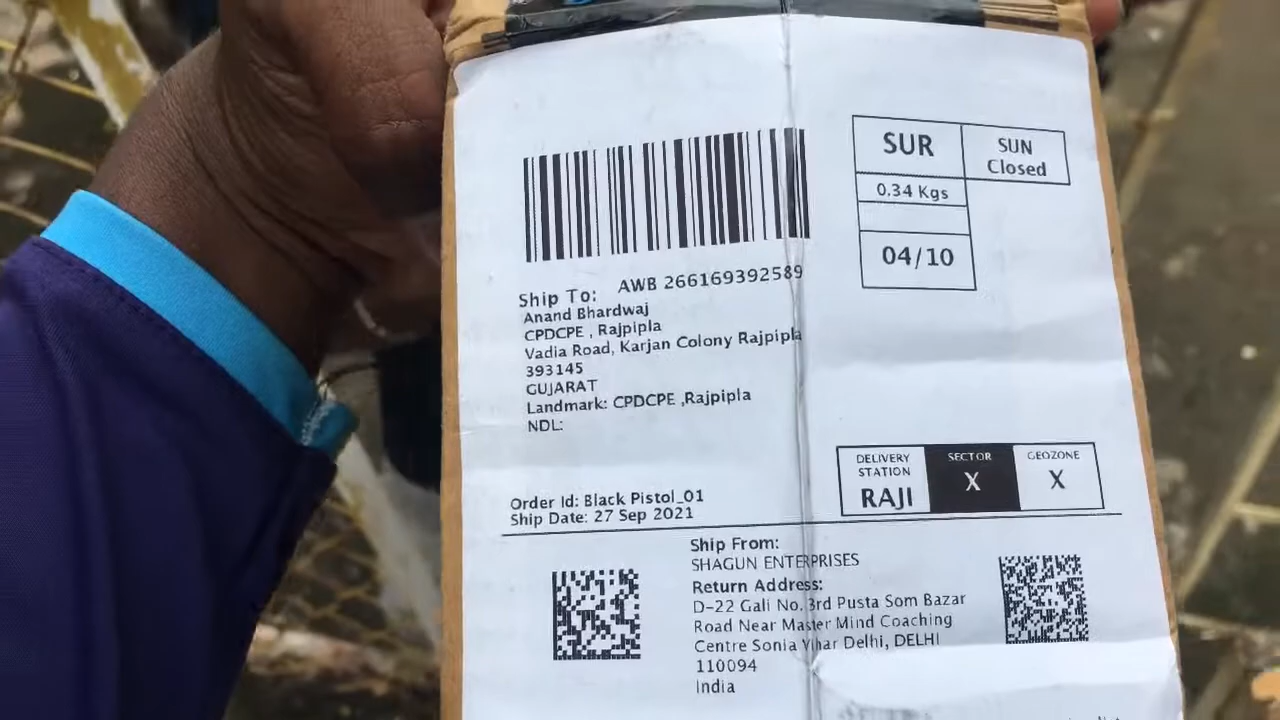 SUR
SUN
Closed
0.34 Kgs
04/10
AWB 266169392589
Ship To:
Anand Bhardwaj
CPDCPE , Rajpipla
Vadia Road, Karjan Colony Rajpipla
393145
GUJARAT
Landmark: CPDCPE ,Rajpipla
NDL:
DELIVERY
STATION
RAJI
SECTOR
X
GEOZONE
X
Order Id: Black Pistol_01
Ship Date: 27 Sep 2021
Ship From:
SHAGUN ENTERPRISES
Return Address:
D-22 Gali No. 3rd Pusta Som Bazar
Road Near Master Mind Coaching
Centre Sonia Vihar Delhi, DELHI
110094
India